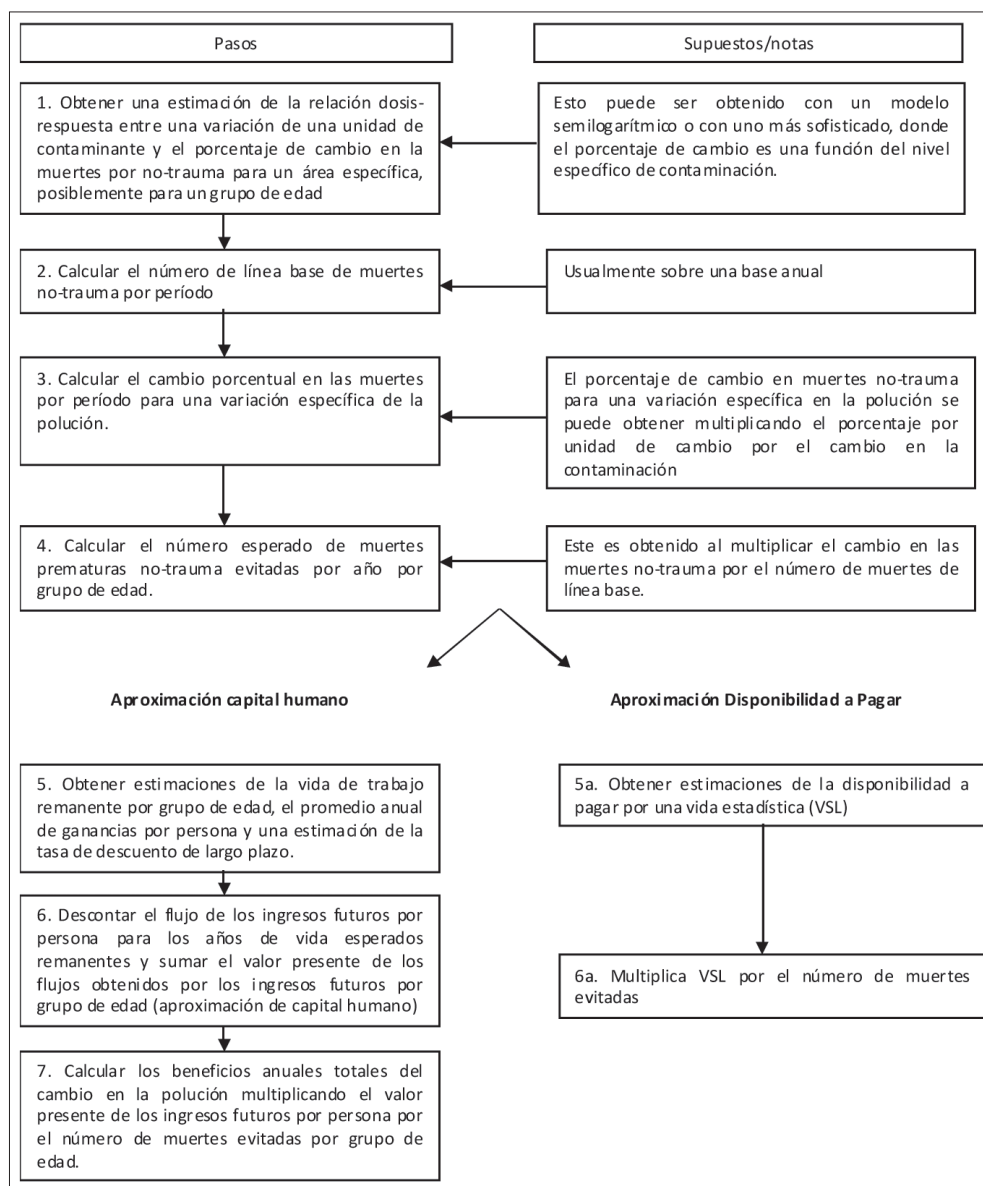 Pasos
Supuestos/notas
1. Obtener una estimación de la relación dosis-
respuesta entre una variación de una unidad de
contaminante y el porcentaje de cambio en la
muertes por no-trauma para un área específica,
posiblemente para un grupo de edad
Esto puede ser obtenido con un modelo
semilogarítmico o con uno más sofisticado, donde
el porcentaje de cambio es una función del nivel
específico de contaminación.
2. Calcular el número de línea base de muertes
no-trauma por período
Usualmente sobre una base anual
3. Calcular el cambio porcentual en las muertes
por período para una variación específica de la
polución.
El porcentaje de cambio en muertes no-trauma
para una variación específica en la polución se
puede obtener multiplicando el porcentaje por
unidad de cambio por el cambio en la
contaminación
4. Calcular el número esperado de muertes
prematuras no-trauma evitadas por año por
grupo de edad.
Este es obtenido al multiplicar el cambio en las
muertes no-trauma por el número de muertes de
línea base.
Aproximación capital humano
Aproximación Disponibilidad a Pagar
5. Obtener estimaciones de la vida de trabajo
remanente por grupo de edad, el promedio anual
de ganancias por persona y una estimación de la
tasa de descuento de largo plazo.
5a. Obtener estimaciones de la disponibilidad a
pagar por una vida estadística (VSL)
6. Descontar el flujo de los ingresos futuros por
persona para los años de vida esperados
remanentes y sumar el valor presente de los
flujos obtenidos por los ingresos futuros por
grupo de edad (aproximación de capital humano)
6a. Multiplica VSL por el número de muertes
evitadas
7. Calcular los beneficios anuales totales del
cambio en la polución multiplicando el valor
presente de los ingresos futuros por persona por
el número de muertes evitadas por grupo de
edad.